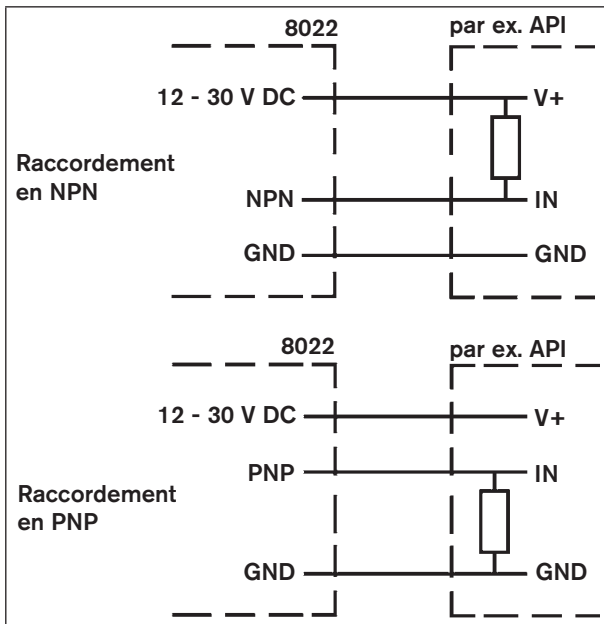 8022 par ex. API
12 - 30 V DC V+
Raccordement
en NPN
NPN IN
GND GND
8022 par ex. API
12 - 30 V DC V+
PNP IN
Raccordement
en PNP
GND GND